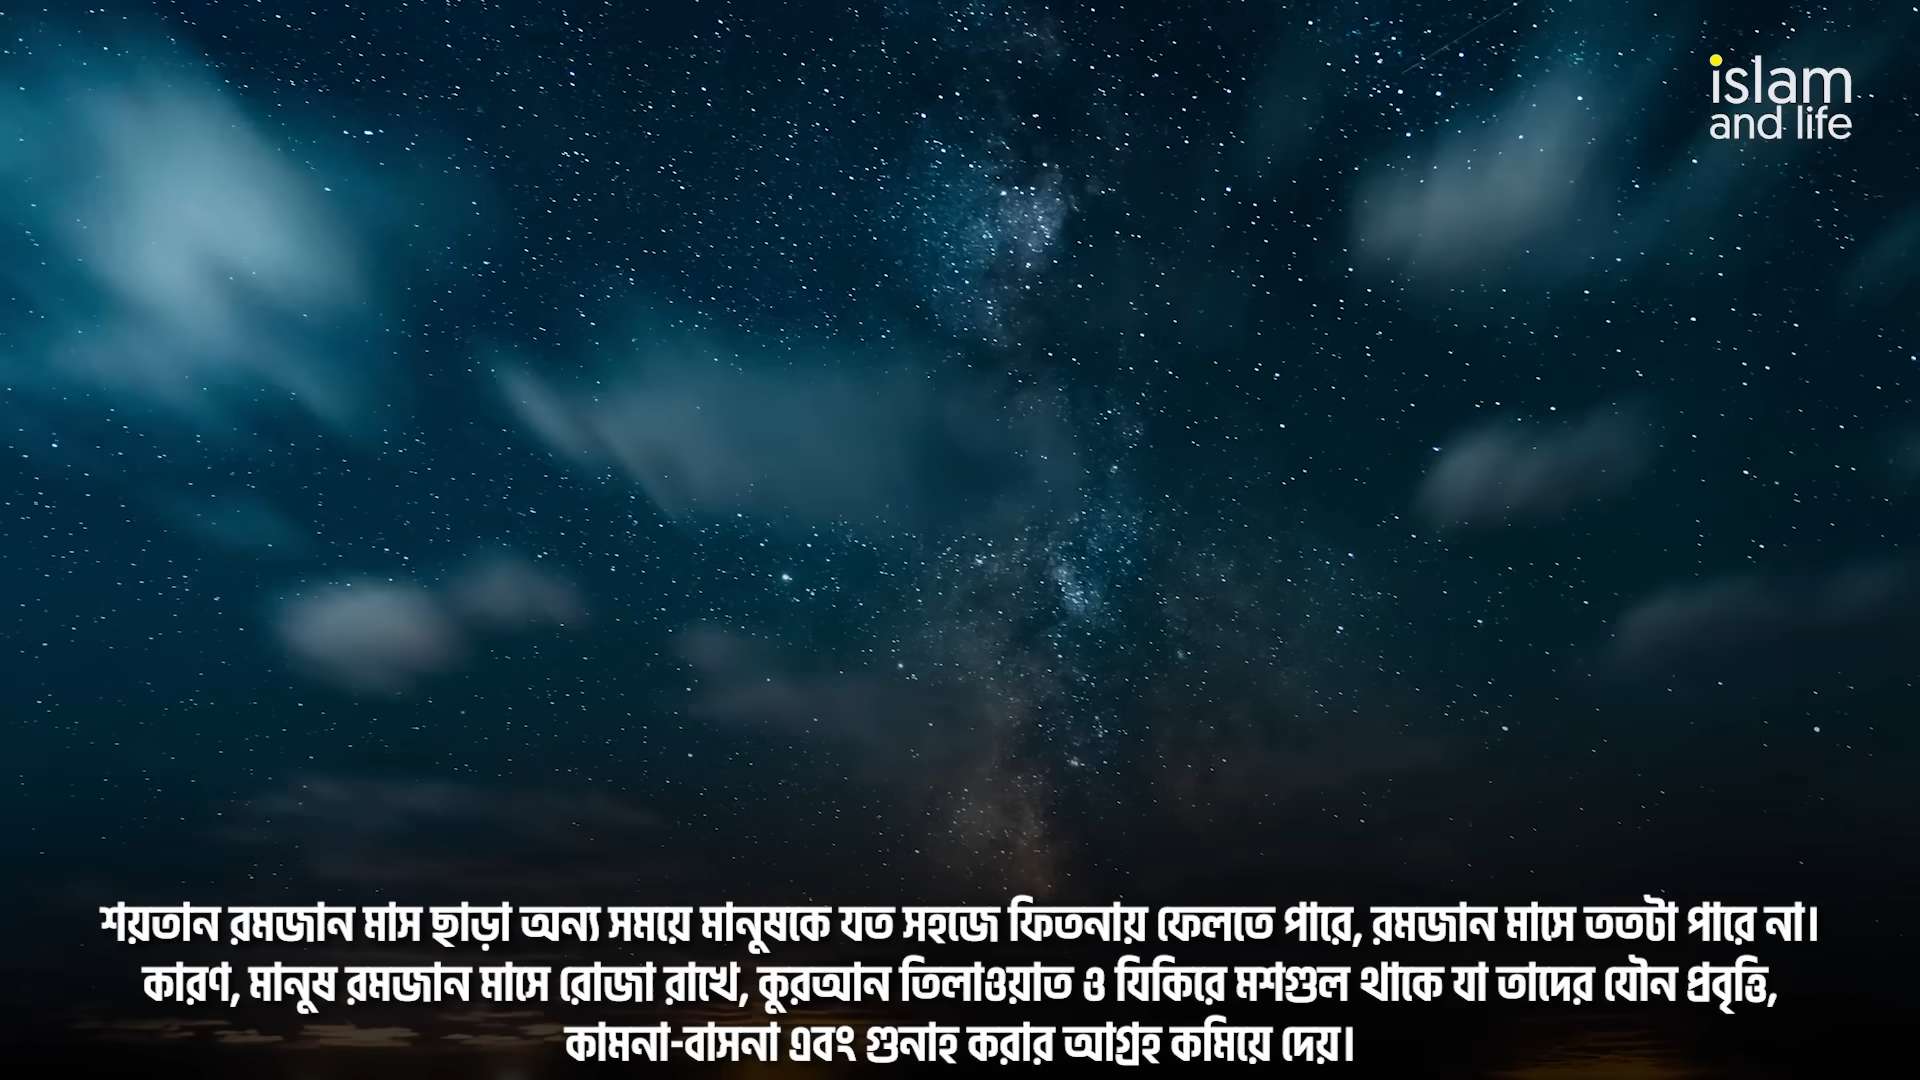 islam
and life
শয়তান রমজান মাস ছাড়া অন্য সময়ে মানুষকে যত সহজে ফিতনায় ফেলতে পারে, রমজান মাসে ততটা পারে না।
কারণ, মানুষ রমজান মাসে রোজা রাখে, কুরআন তিলাওয়াত ও যিকিরে মশগুল থাকে যা তাদের যৌন প্রবৃত্তি,
কামনা-বাসনা এবং গুনাহ করার আগ্রহ কমিয়ে দেয়।